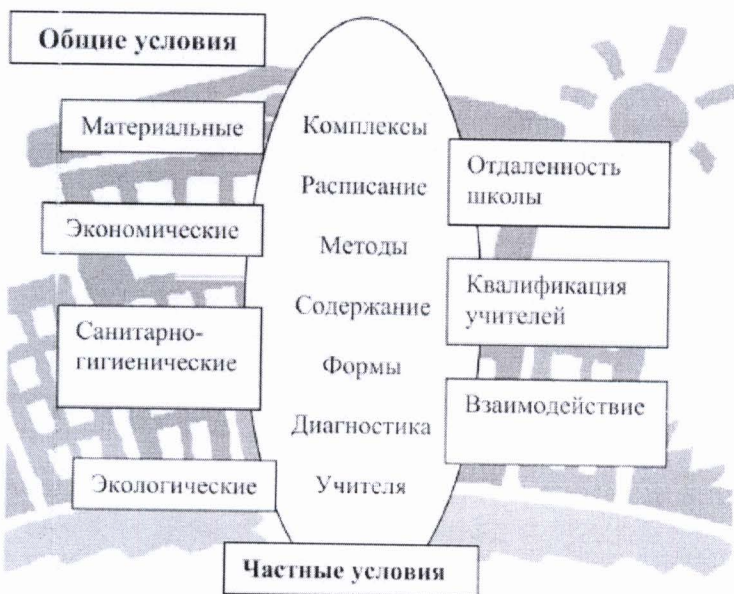 Общие условия
Материальные
Экономические
Санитарно-
гигиенические
Экологические
Комплексы
Расписание
Методы
Содержание
Формы
Диагностика
Учителя
Отдаленность
школы
Квалификация
учителей
Взаимодействие
Частные условия